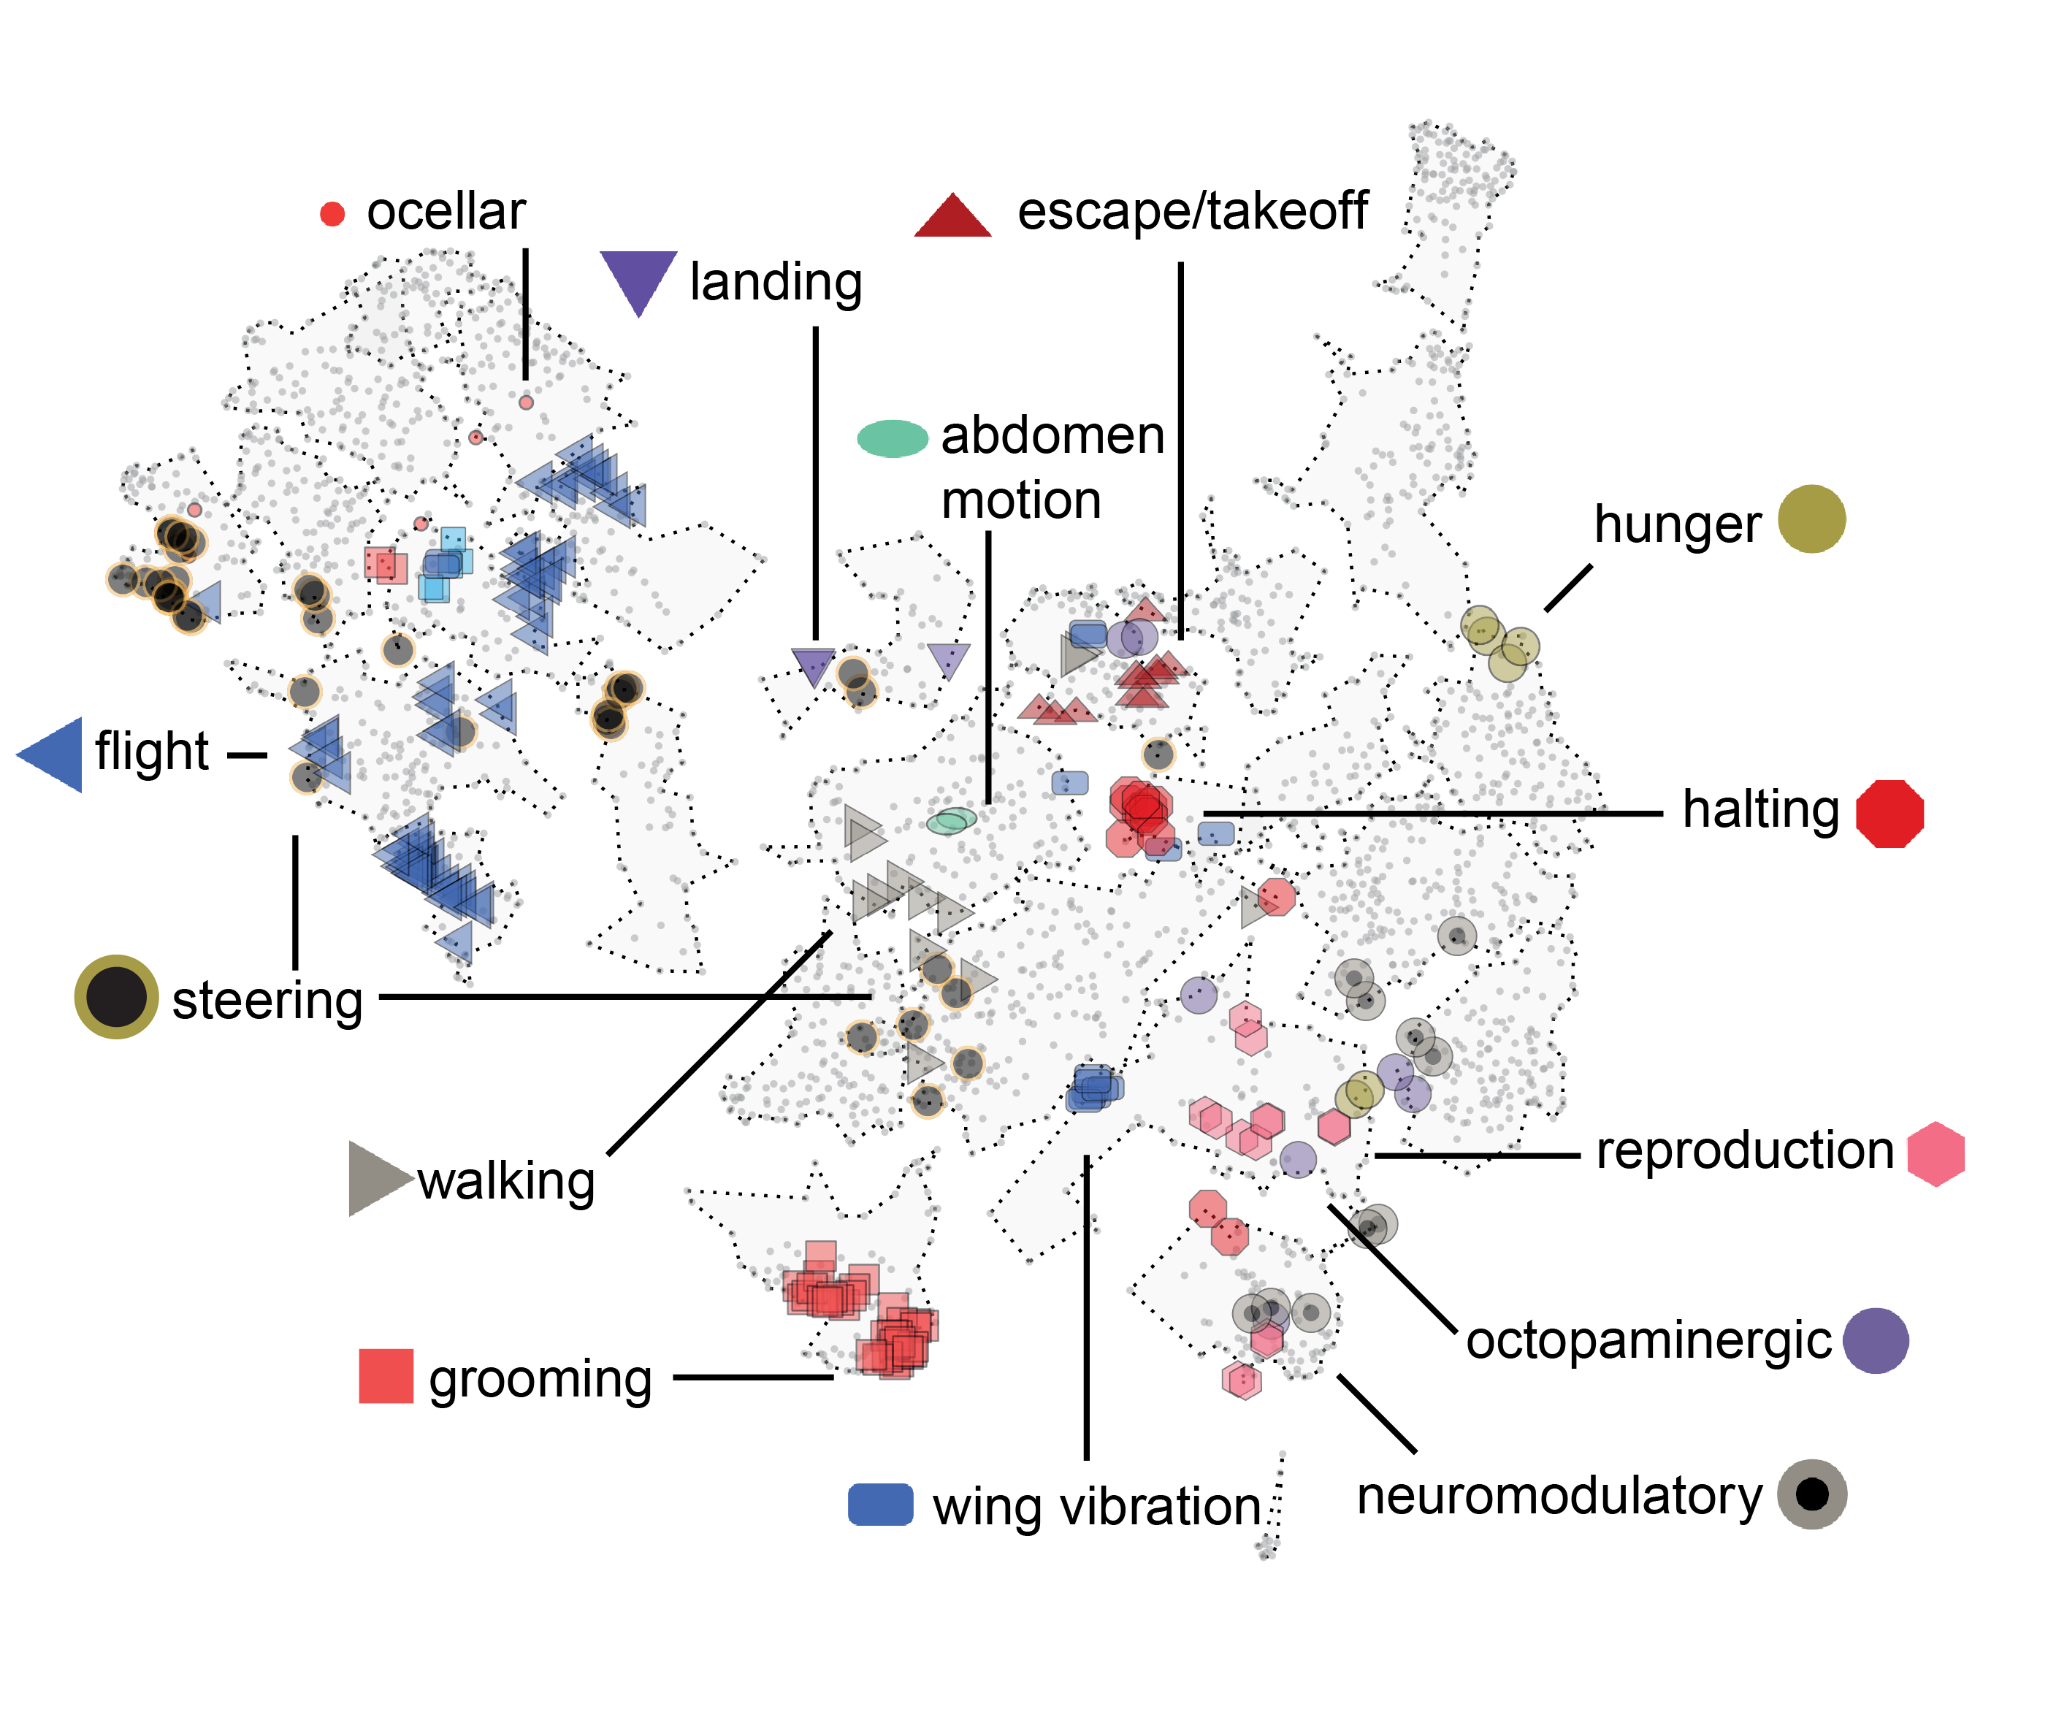 ocellar
escape/takeoff
landing
abdomen
motion
hunger
flight
halting
steering
reproduction
walking
octopaminergic
grooming
neuromodulatory
wing vibration